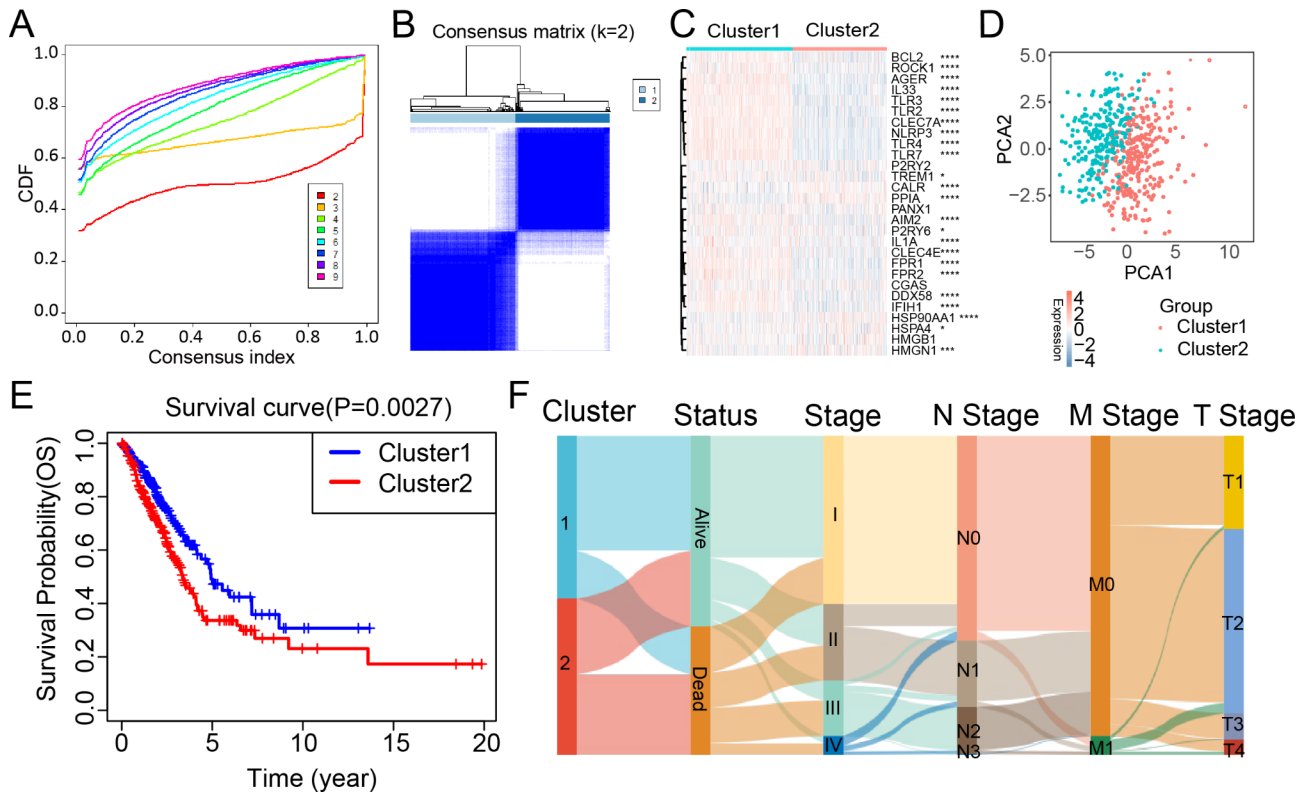 A
1.0
0.8
0.6
0.4
0.2
0.0
CDF
0.0 0.2 0.4 0.6 0.8 1.0
Consensus index
2
3
4
5
6
7
8
9
B
Consensus matrix (k=2)
1
2
C
Cluster1 Cluster2
BCL2 ****
ROCK1 ****
AGER ****
IL33 ****
TLR3 ****
TLR2 ****
CLEC7A ****
NLRP3 ****
TLR4 ****
TLR7 ****
P2RY2
TREM1 *
CALR ****
PPIA ****
PANX1
AIM2 ****
P2RY6 *
IL1A ****
CLEC4E ****
FPR1 ****
FPR2 ****
CGAS
DDX58 ****
IFIH1 ****
HSP90AA1 ****
HSPA4 *
HMGB1
HMGN1 ***
D
5.0
2.5
0.0
−2.5
PCA2
−5 0 5 10
PCA1
Expression
4
2
0
−2
−4
Group
Cluster1
Cluster2
E
Survival curve(P=0.0027)
Cluster1
Cluster2
Survival Probability(OS)
1.0
0.8
0.6
0.4
0.2
0.0
0 5 10 15 20
Time (year)
F
Cluster Status Stage N Stage M Stage T Stage
1
2
Alive
Dead
I
II
III
IV
N0
N1
N2
N3
M0
M1
T1
T2
T3
T4